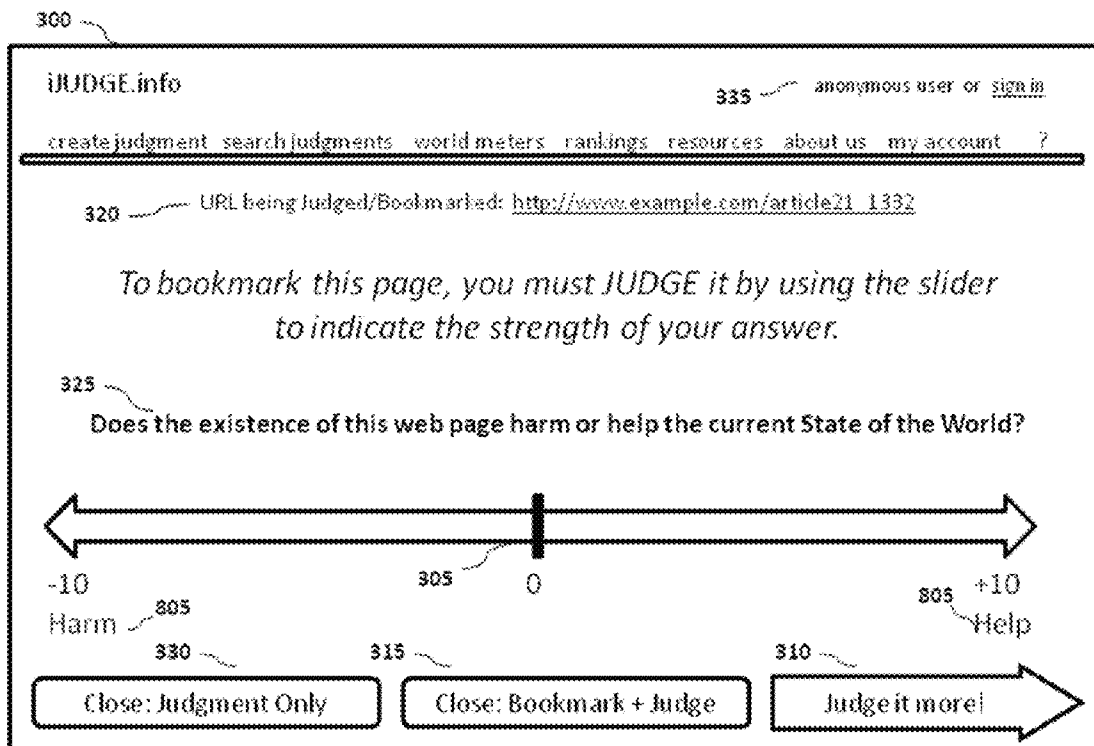 300
iJUDGE.info
335 anonymous user or sign in
create judgment search judgments world meters rankings resources about us my account ?
320 URL being Judged/Bookmarked: http://www.example.com/article21_1332
To bookmark this page, you must JUDGE it by using the slider
to indicate the strength of your answer.
325
Does the existence of this web page harm or help the current State of the World?
305
-10 0 +10
805 805
Harm Help
330 315 310
Close: Judgment Only Close: Bookmark + Judge Judge it more!